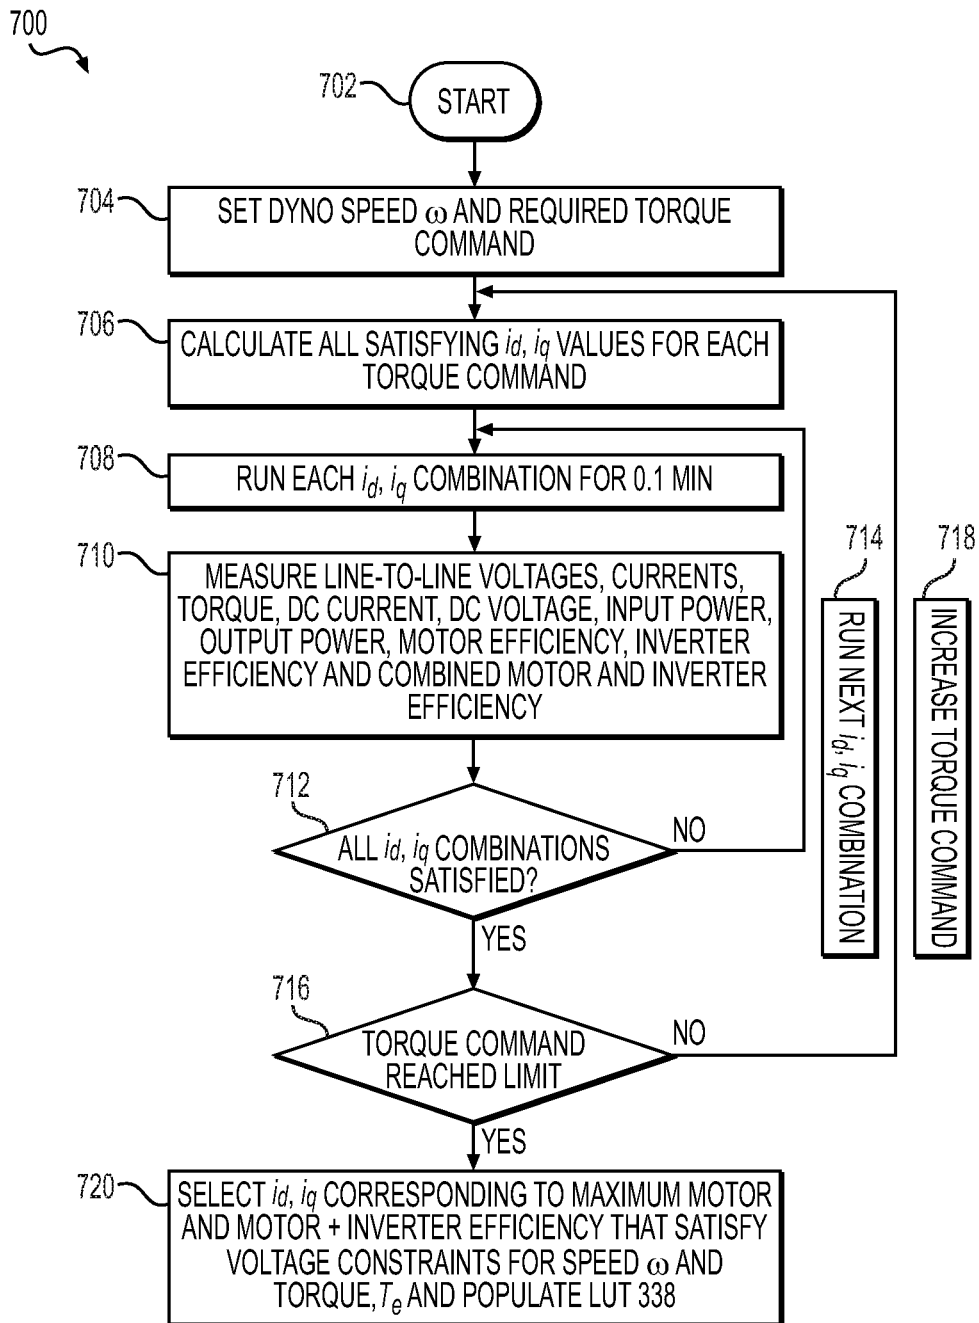 700
702
START
704
SET DYNO SPEED ω AND REQUIRED TORQUE
COMMAND
706
CALCULATE ALL SATISFYING id, iq VALUES FOR EACH
TORQUE COMMAND
708
RUN EACH id, iq COMBINATION FOR 0.1 MIN
710
MEASURE LINE-TO-LINE VOLTAGES, CURRENTS,
TORQUE, DC CURRENT, DC VOLTAGE, INPUT POWER,
OUTPUT POWER, MOTOR EFFICIENCY, INVERTER
EFFICIENCY AND COMBINED MOTOR AND INVERTER
EFFICIENCY
714
RUN NEXT id, iq COMBINATION
718
INCREASE TORQUE COMMAND
712
ALL id, iq COMBINATIONS
SATISFIED?
NO
YES
716
TORQUE COMMAND
REACHED LIMIT
NO
YES
720
SELECT id, iq CORRESPONDING TO MAXIMUM MOTOR
AND MOTOR + INVERTER EFFICIENCY THAT SATISFY
VOLTAGE CONSTRAINTS FOR SPEED ω AND
TORQUE, Te AND POPULATE LUT 338